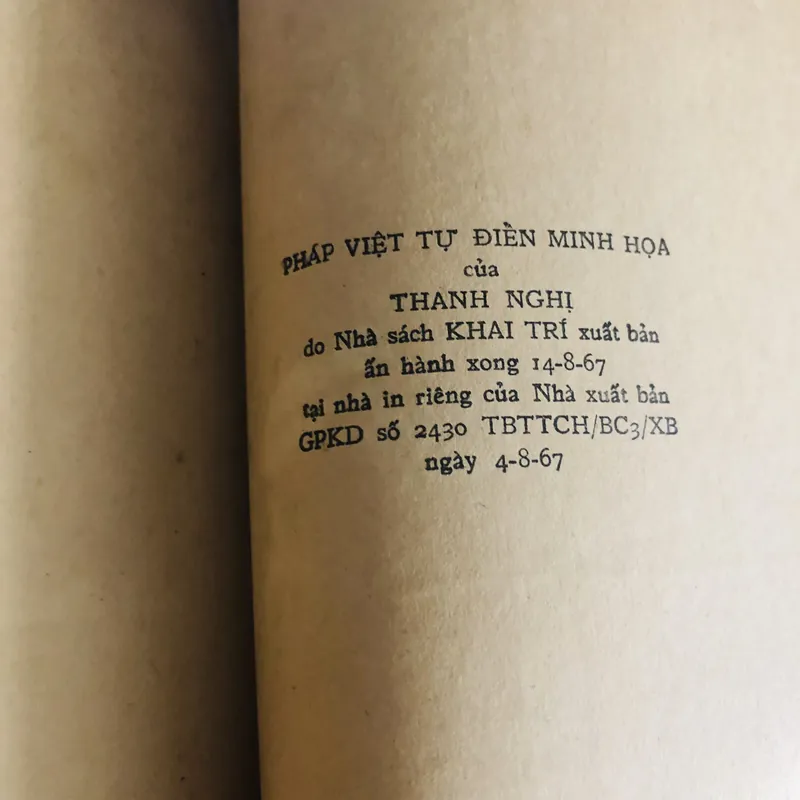 PHÁP VIỆT TỰ ĐIỂN MINH HỌA
của
THANH NGHỊ
do Nhà sách KHAI TRÍ xuất bản
ấn hành xong 14-8-67
tại nhà in riêng của Nhà xuất bản
GPKD số 2430 TBTTCH/BC3/XB
ngày 4-8-67